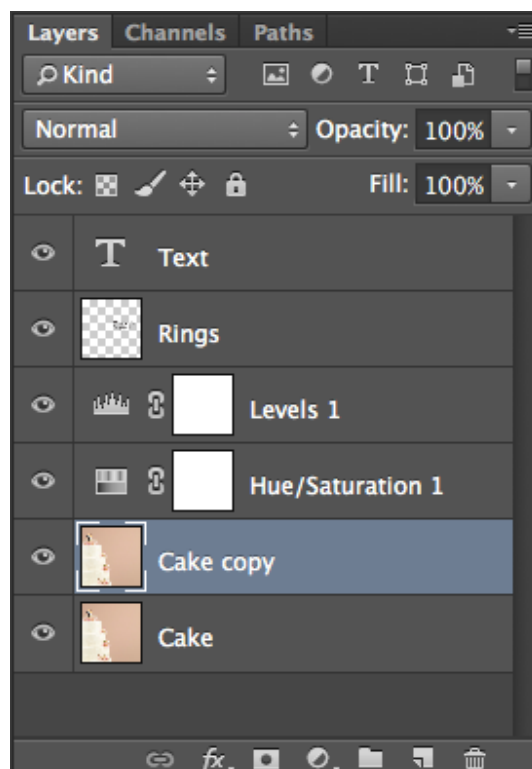 Layers Channels Paths
Kind T
Normal Opacity: 100%
Lock: Fill: 100%
T Text
Rings
Levels 1
Hue/Saturation 1
Cake copy
Cake
fx.